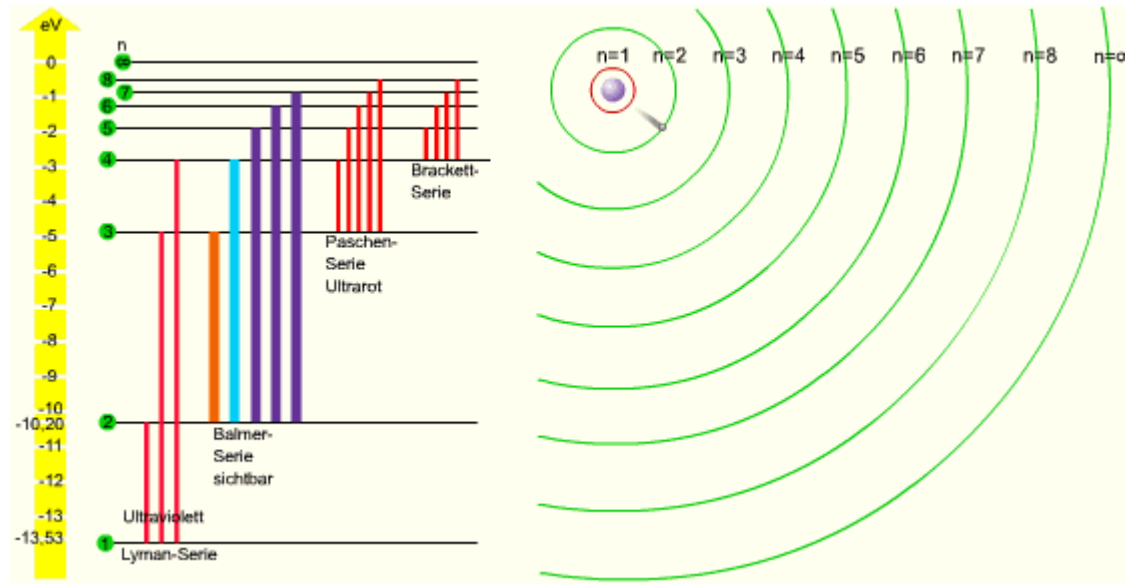 eV
n
0
-1
-2
-3
-4
-5
-6
-7
-8
-9
-10
-10,20
-11
-12
-13
-13,53
∞
8
7
6
5
4
3
2
1
Brackett-
Serie
Paschen-
Serie
Ultrarot
Balmer-
Serie
sichtbar
Ultraviolett
Lyman-Serie
n=1 n=2 n=3 n=4 n=5 n=6 n=7 n=8 n=∞